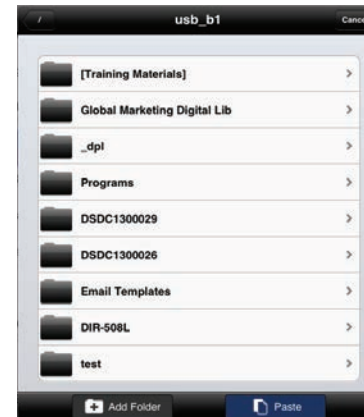 /
usb_b1
Cance
[Training Materials]
Global Marketing Digital Lib
_dpl
Programs
DSDC1300029
DSDC1300026
Email Templates
DIR-508L
test
Add Folder
Paste